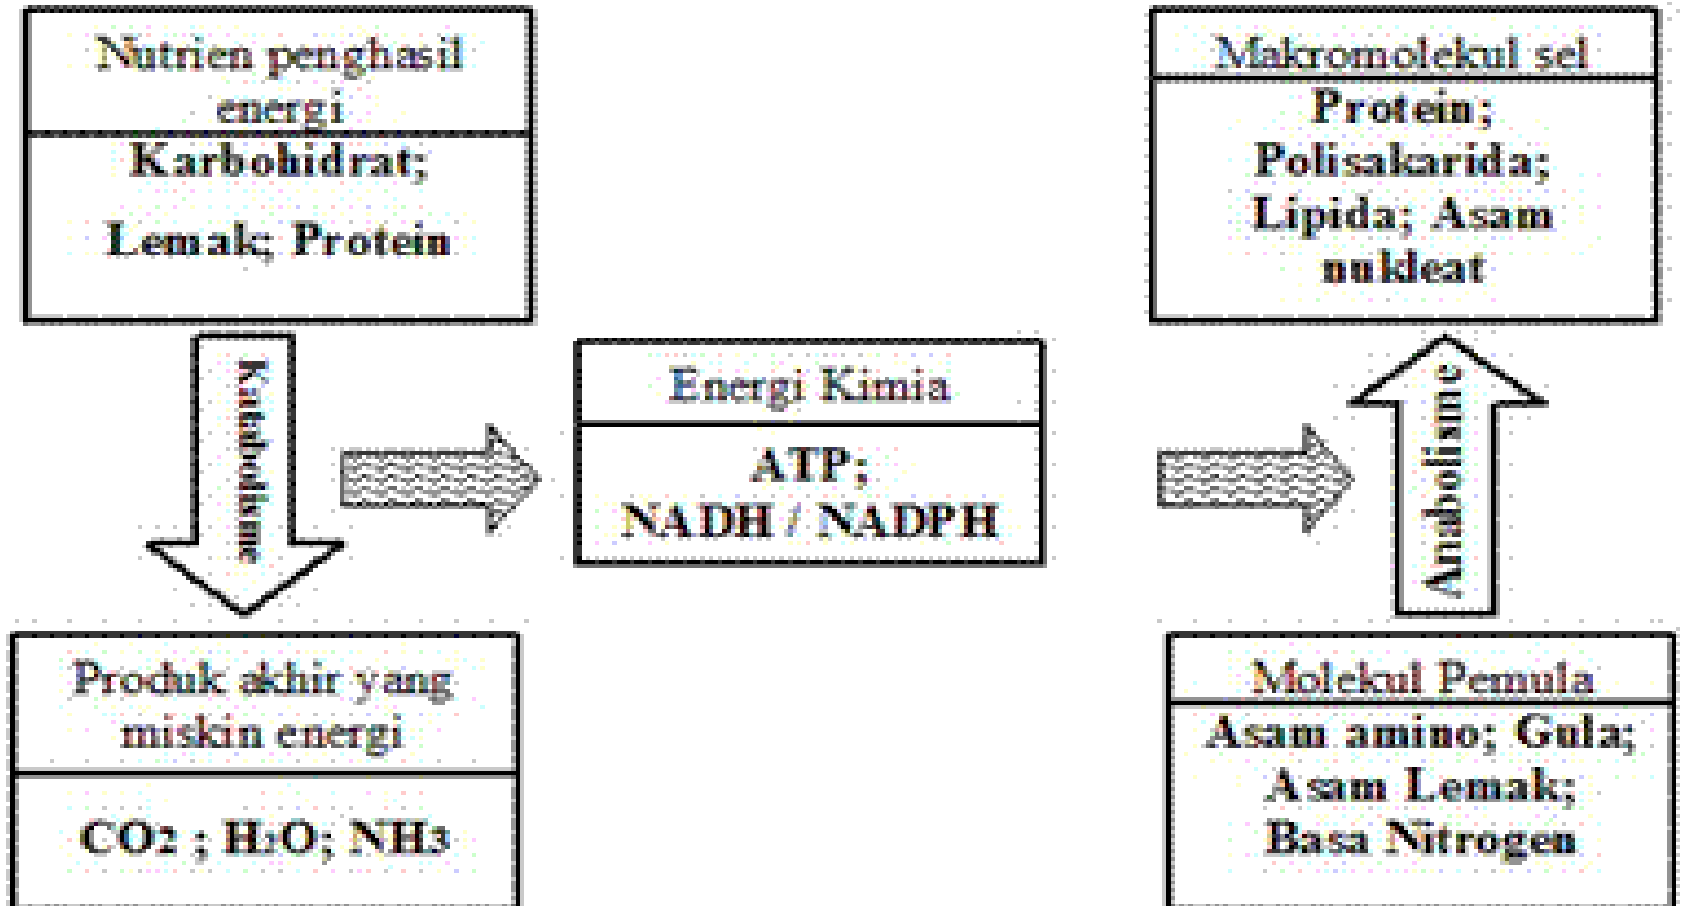 Nutrien penghasil
energi
Karbohidrat;
Lemak; Protein
Katabolisme
Produk akhir yang
miskin energi
CO2 ; H2O; NH3
Energi Kimia
ATP;
NADH / NADPH
Makromolekul sel
Protein;
Polisakarida;
Lipida; Asam
nukleat
Anabolisme
Molekul Pemula
Asam amino; Gula;
Asam Lemak;
Basa Nitrogen